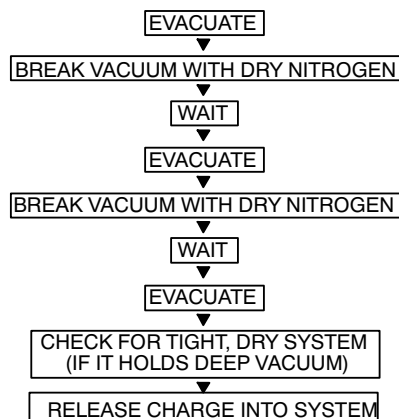 EVACUATE
BREAK VACUUM WITH DRY NITROGEN
WAIT
EVACUATE
BREAK VACUUM WITH DRY NITROGEN
WAIT
EVACUATE
CHECK FOR TIGHT, DRY SYSTEM
(IF IT HOLDS DEEP VACUUM)
RELEASE CHARGE INTO SYSTEM